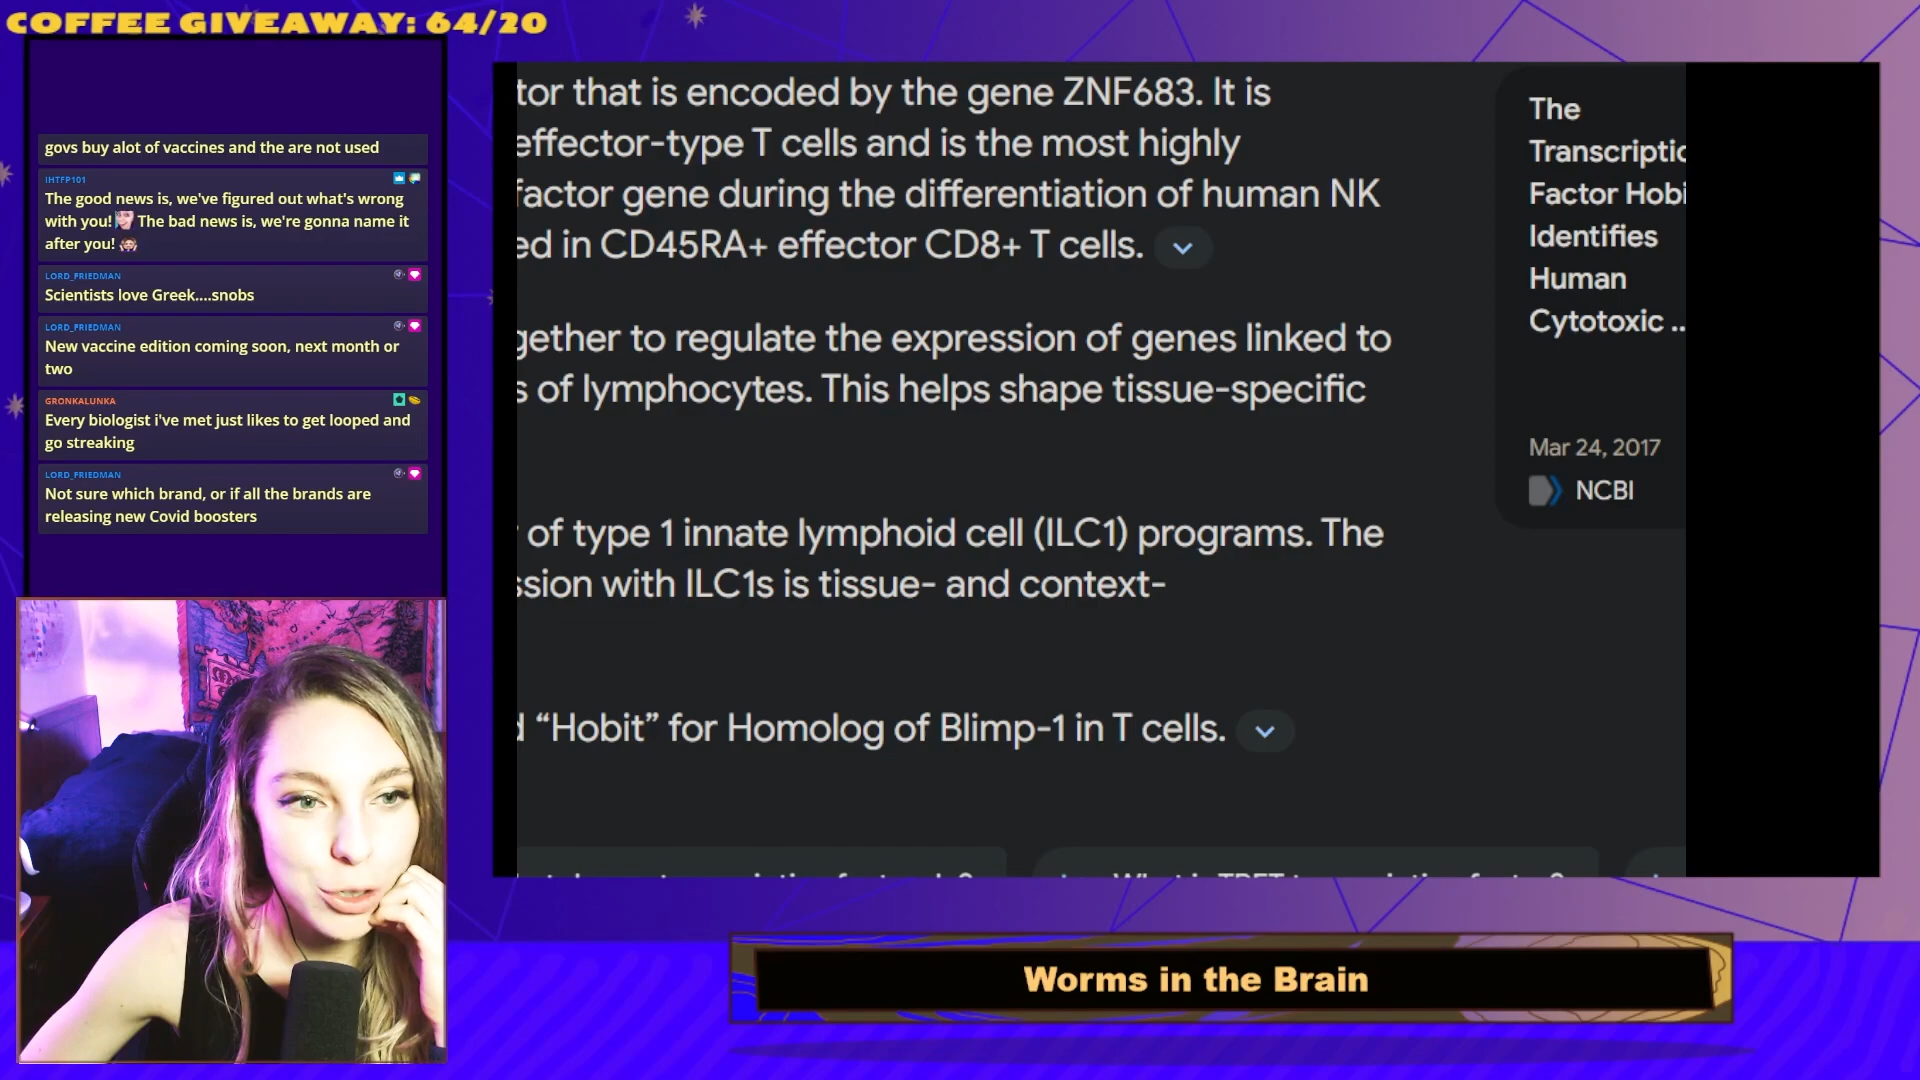 COFFEE GIVEAWAY: 64/20
govs buy alot of vaccines and the are not used
IHTFP101
The good news is, we've figured out what's wrong
with you! The bad news is, we're gonna name it
after you!
LORD_FRIEDMAN
Scientists love Greek....snobs
LORD_FRIEDMAN
New vaccine edition coming soon, next month or
two
GRONKALUNKA
Every biologist i've met just likes to get looped and
go streaking
LORD_FRIEDMAN
Not sure which brand, or if all the brands are
releasing new Covid boosters
tor that is encoded by the gene ZNF683. It is
effector-type T cells and is the most highly
factor gene during the differentiation of human NK
ed in CD45RA+ effector CD8+ T cells.
gether to regulate the expression of genes linked to
s of lymphocytes. This helps shape tissue-specific
of type 1 innate lymphoid cell (ILC1) programs. The
ssion with ILC1s is tissue- and context-
d “Hobit” for Homolog of Blimp-1 in T cells.
The
Transcriptio
Factor Hobi
Identifies
Human
Cytotoxic ...
Mar 24, 2017
NCBI
Worms in the Brain